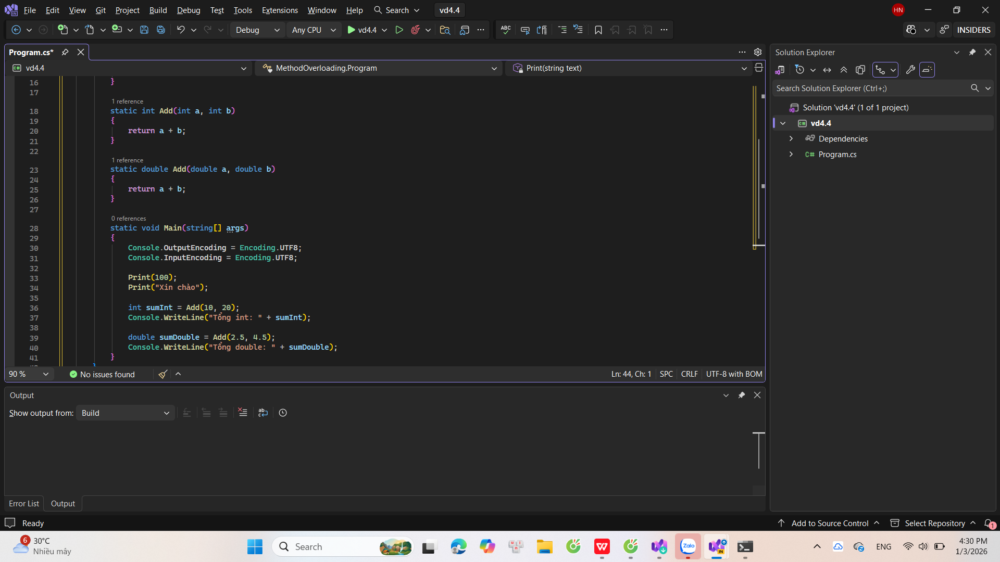 File Edit View Git Project Build Debug Test Tools Extensions Window Help Search vd4.4 HN
Debug Any CPU vd4.4 INSIDERS
Program.cs*
vd4.4 MethodOverloading.Program Print(string text)
16 }
17
1 reference
18 static int Add(int a, int b)
19 {
20 return a + b;
21 }
22
1 reference
23 static double Add(double a, double b)
24 {
25 return a + b;
26 }
27
0 references
28 static void Main(string[] args)
29 {
30 Console.OutputEncoding = Encoding.UTF8;
31 Console.InputEncoding = Encoding.UTF8;
32
33 Print(100);
34 Print("Xin chào");
35
36 int sumInt = Add(10, 20);
37 Console.WriteLine("Tổng int: " + sumInt);
38
39 double sumDouble = Add(2.5, 4.5);
40 Console.WriteLine("Tổng double: " + sumDouble);
41 }
90 % No issues found Ln: 44, Ch: 1 SPC CRLF UTF-8 with BOM
Output
Show output from: Build
Error List Output
Solution Explorer
Search Solution Explorer (Ctrl+;)
Solution 'vd4.4' (1 of 1 project)
C# vd4.4
Dependencies
C# Program.cs
Ready Add to Source Control Select Repository 1
6 30°C
Nhiều mây
Search
Zalo
IN
ENG
4:30 PM
1/3/2026